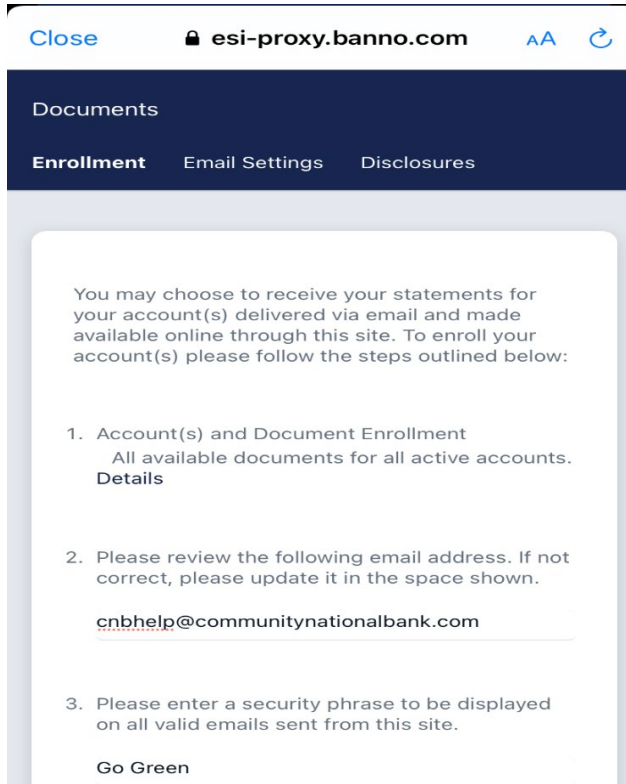 Close esi-proxy.banno.com AA
Documents
Enrollment Email Settings Disclosures
You may choose to receive your statements for
your account(s) delivered via email and made
available online through this site. To enroll your
account(s) please follow the steps outlined below:
1. Account(s) and Document Enrollment
All available documents for all active accounts.
Details
2. Please review the following email address. If not
correct, please update it in the space shown.
cnbhelp@communitynationalbank.com
3. Please enter a security phrase to be displayed
on all valid emails sent from this site.
Go Green